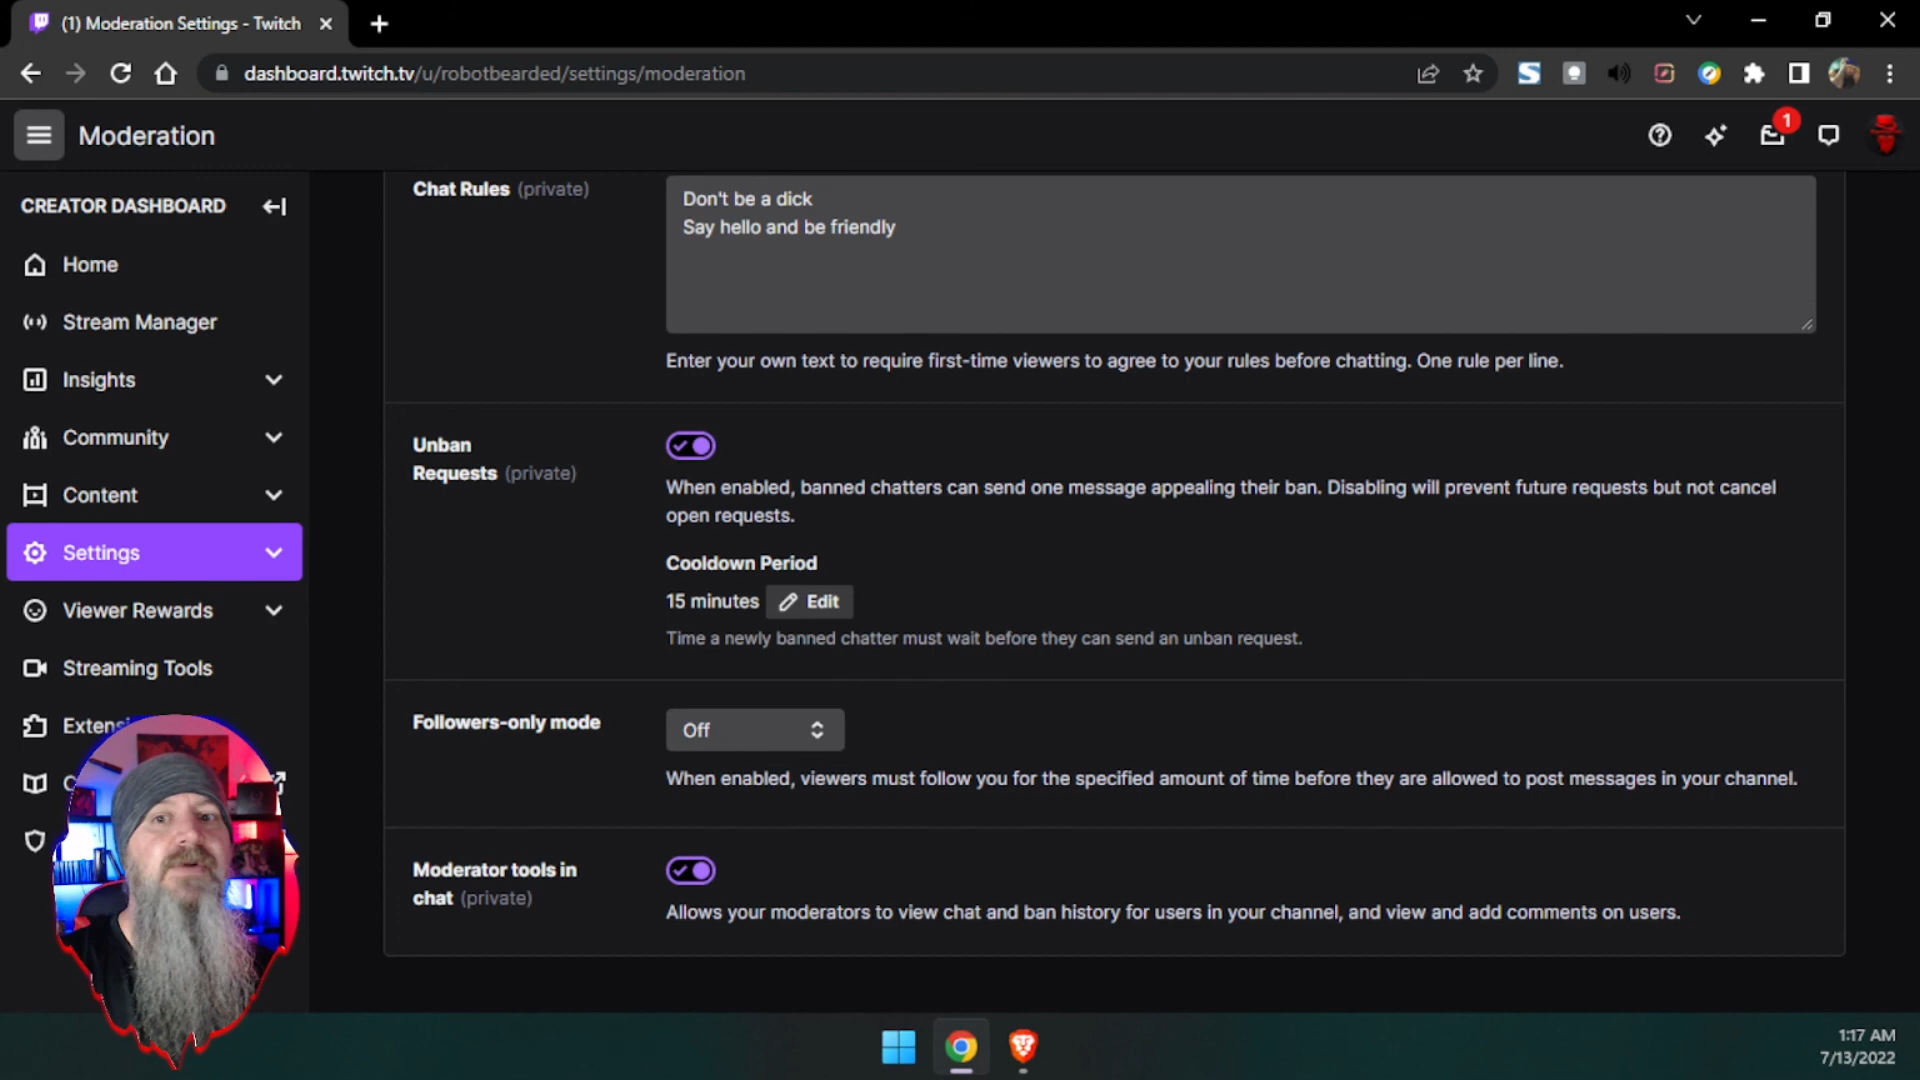 (1) Moderation Settings - Twitch
dashboard.twitch.tv/u/robotbearded/settings/moderation
Moderation
1
CREATOR DASHBOARD
Home
Stream Manager
Insights
Community
Content
Settings
Viewer Rewards
Streaming Tools
Chat Rules (private)
Don't be a dick
Say hello and be friendly
Enter your own text to require first-time viewers to agree to your rules before chatting. One rule per line.
Unban
Requests (private)
When enabled, banned chatters can send one message appealing their ban. Disabling will prevent future requests but not cancel
open requests.
Cooldown Period
15 minutes Edit
Time a newly banned chatter must wait before they can send an unban request.
Followers-only mode
Off
When enabled, viewers must follow you for the specified amount of time before they are allowed to post messages in your channel.
Moderator tools in
chat (private)
Allows your moderators to view chat and ban history for users in your channel, and view and add comments on users.
1:17 AM
7/13/2022